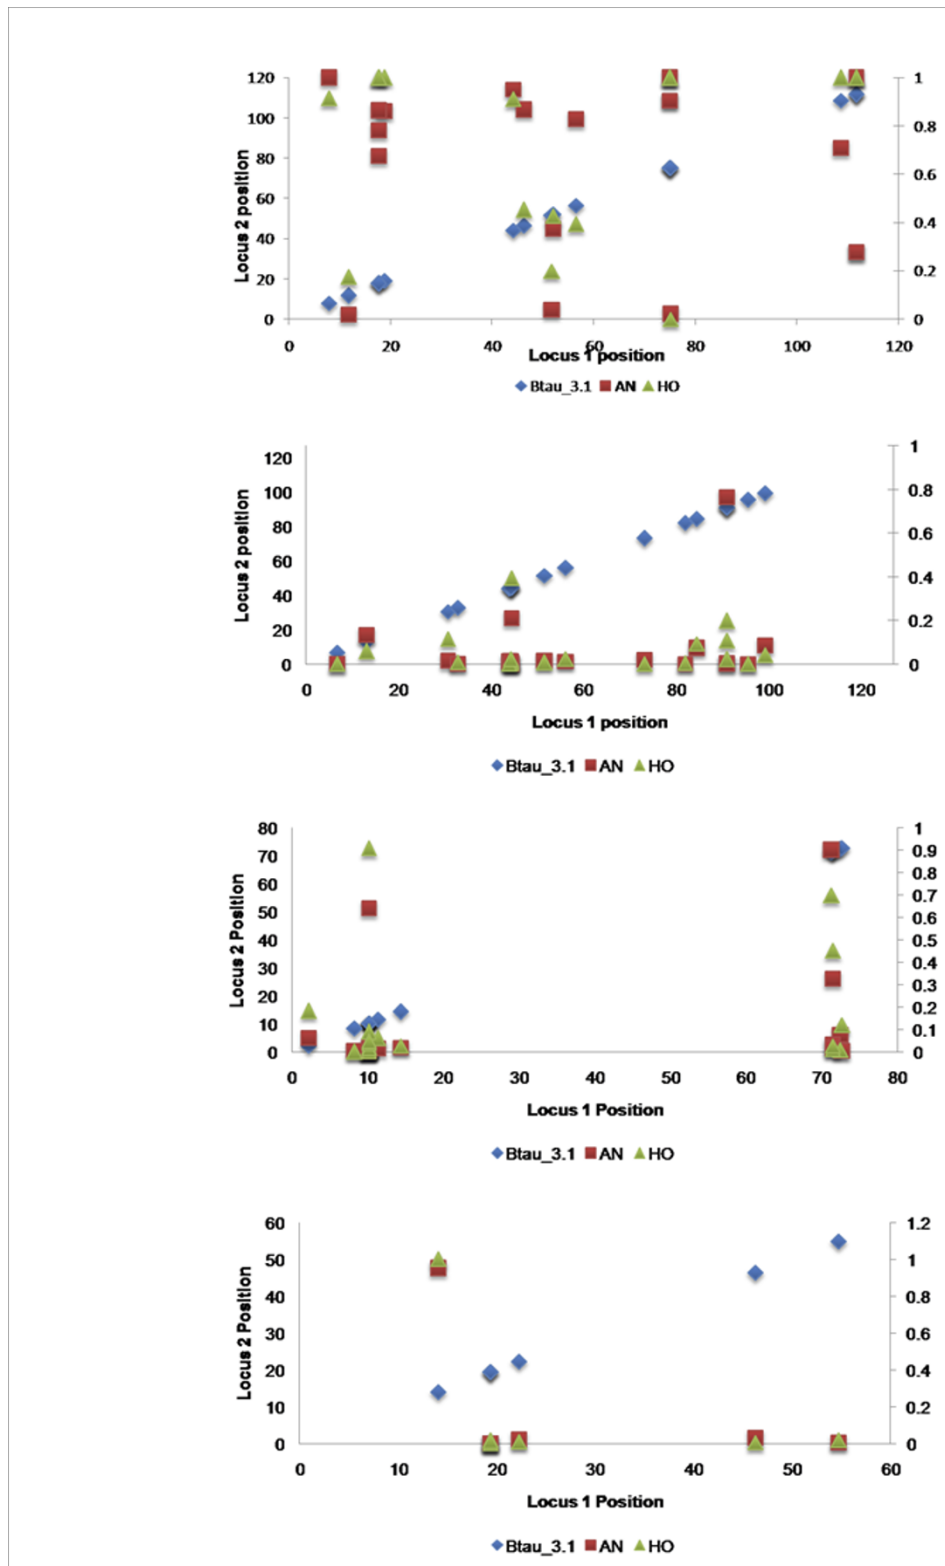 120 1
100 0.8
80 0.6
60
40 0.4
20 0.2
0 0
0 20 40 60 80 100 120
Locus 2 position
Locus 1 position
Btau_3.1 AN HO
120 1
100 0.8
80 0.6
60 0.4
40
20 0.2
0 0
0 20 40 60 80 100 120
Locus 2 position
Locus 1 position
Btau_3.1 AN HO
80 1
70 0.9
60 0.8
50 0.7
40 0.6
30 0.5
20 0.4
10 0.3
0 0.2
0.1
0
0 10 20 30 40 50 60 70 80
Locus 2 Position
Locus 1 Position
Btau_3.1 AN HO
60 1.2
50 1
40 0.8
30 0.6
20 0.4
10 0.2
0 0
0 10 20 30 40 50 60
Locus 2 Position
Locus 1 Position
Btau_3.1 AN HO